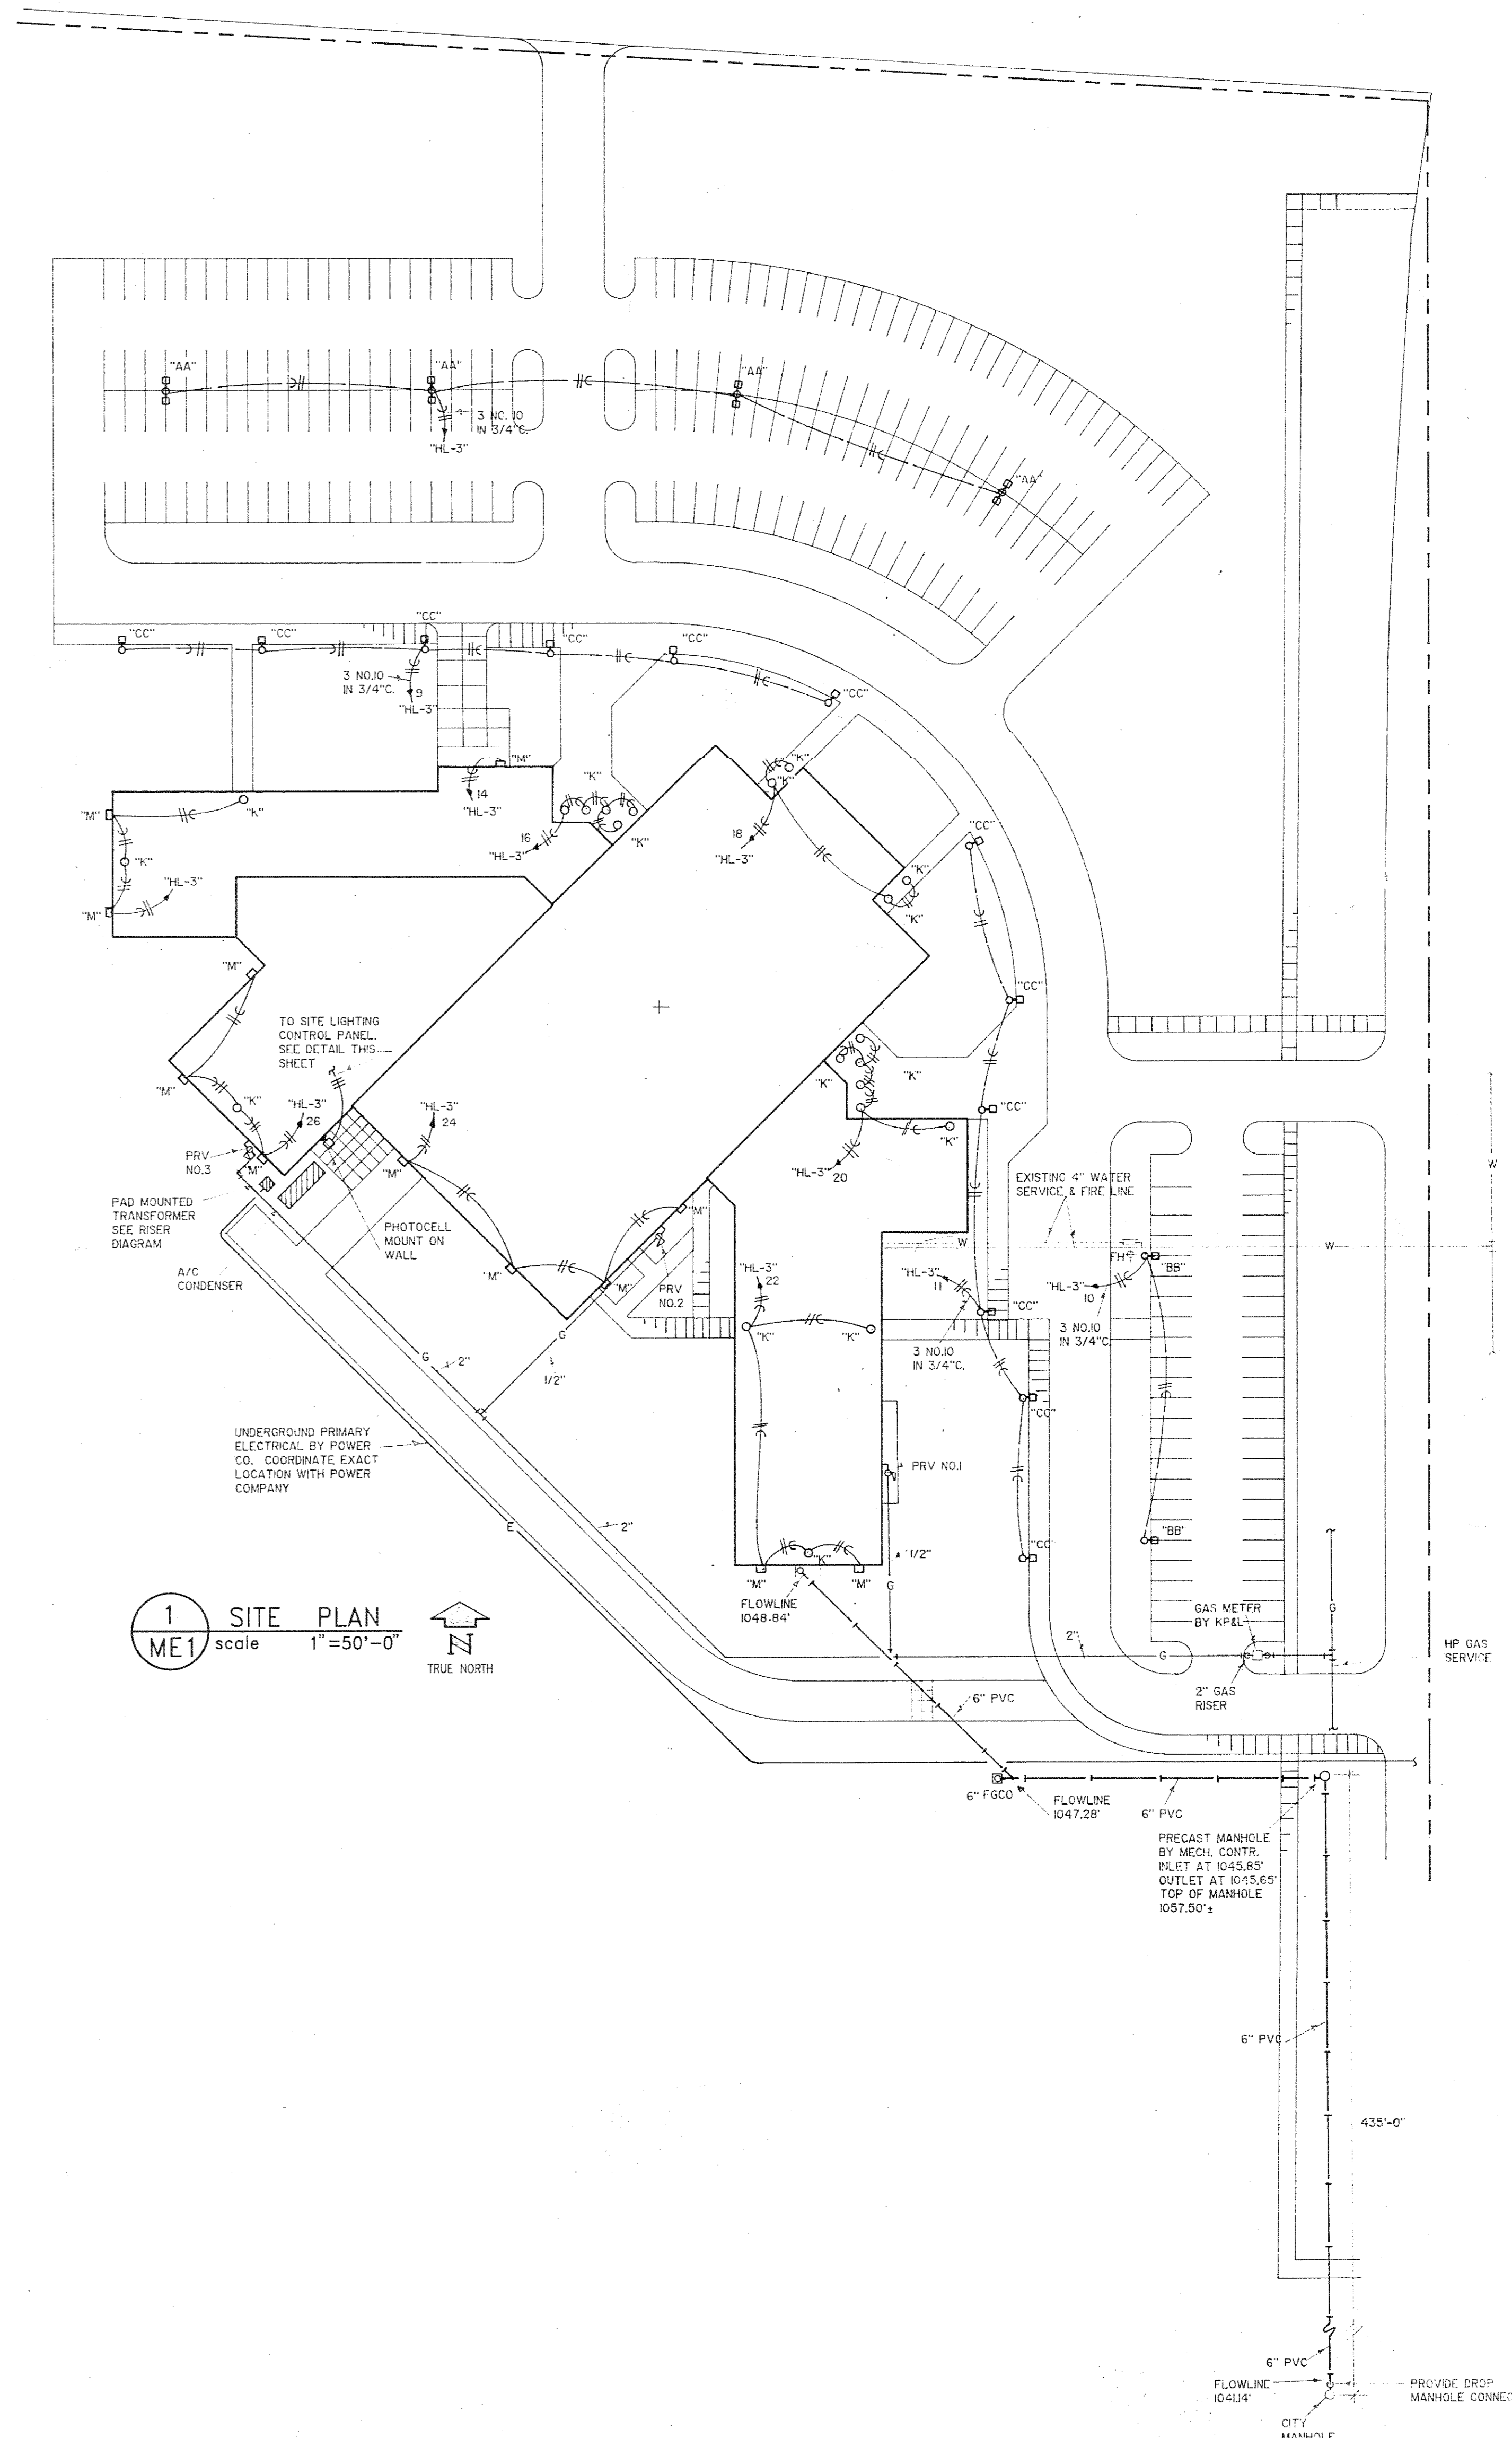 "AA"
"AA"
"AA"
"AA"
3 NO. 10
IN 3/4"C.
"HL-3"
"CC"
"CC"
"CC"
"CC"
"CC"
"CC"
3 NO.10
IN 3/4"C.
9
"HL-3"
"M"
"K"
"K"
"K"
14
"HL-3"
"M"
"K"
16
"HL-3"
"K"
18
"HL-3"
"CC"
"K"
"HL-3"
"K"
"M"
"K"
"M"
"CC"
TO SITE LIGHTING
CONTROL PANEL.
SEE DETAIL THIS
SHEET
"M"
"K"
"HL-3"
26
"HL-3"
24
"K"
"K"
"CC"
"K"
PRV
NO.3
"M"
"M"
"HL-3"
20
EXISTING 4" WATER
SERVICE & FIRE LINE
W
PAD MOUNTED
TRANSFORMER
SEE RISER
DIAGRAM
PHOTOCELL
MOUNT ON
WALL
"M"
W
W
FH
"BB"
A/C
CONDENSER
"M"
"M"
PRV
NO.2
"HL-3"
22
"HL-3"
11
"CC"
"HL-3"
10
"K"
"K"
3 NO.10
IN 3/4"C.
3 NO.10
IN 3/4"C.
G
G
2"
1/2"
"CC"
UNDERGROUND PRIMARY
ELECTRICAL BY POWER
CO. COORDINATE EXACT
LOCATION WITH POWER
COMPANY
PRV NO.1
E
2"
"BB"
"K"
1/2"
"CC"
"M"
"M"
G
FLOWLINE
1048.84'
GAS METER
BY KP&L
G
1
ME1
SITE PLAN
scale 1"=50'-0"
N
TRUE NORTH
2"
G
HP GAS
SERVICE
2" GAS
RISER
6" PVC
6" FGCO
FLOWLINE
1047.28'
6" PVC
PRECAST MANHOLE
BY MECH. CONTR.
INLET AT 1045.85'
OUTLET AT 1045.65'
TOP OF MANHOLE
1057.50'±
6" PVC
435'-0"
6" PVC
FLOWLINE
1041.14'
PROVIDE DROP
MANHOLE CONNEC
CITY
MANHOLE